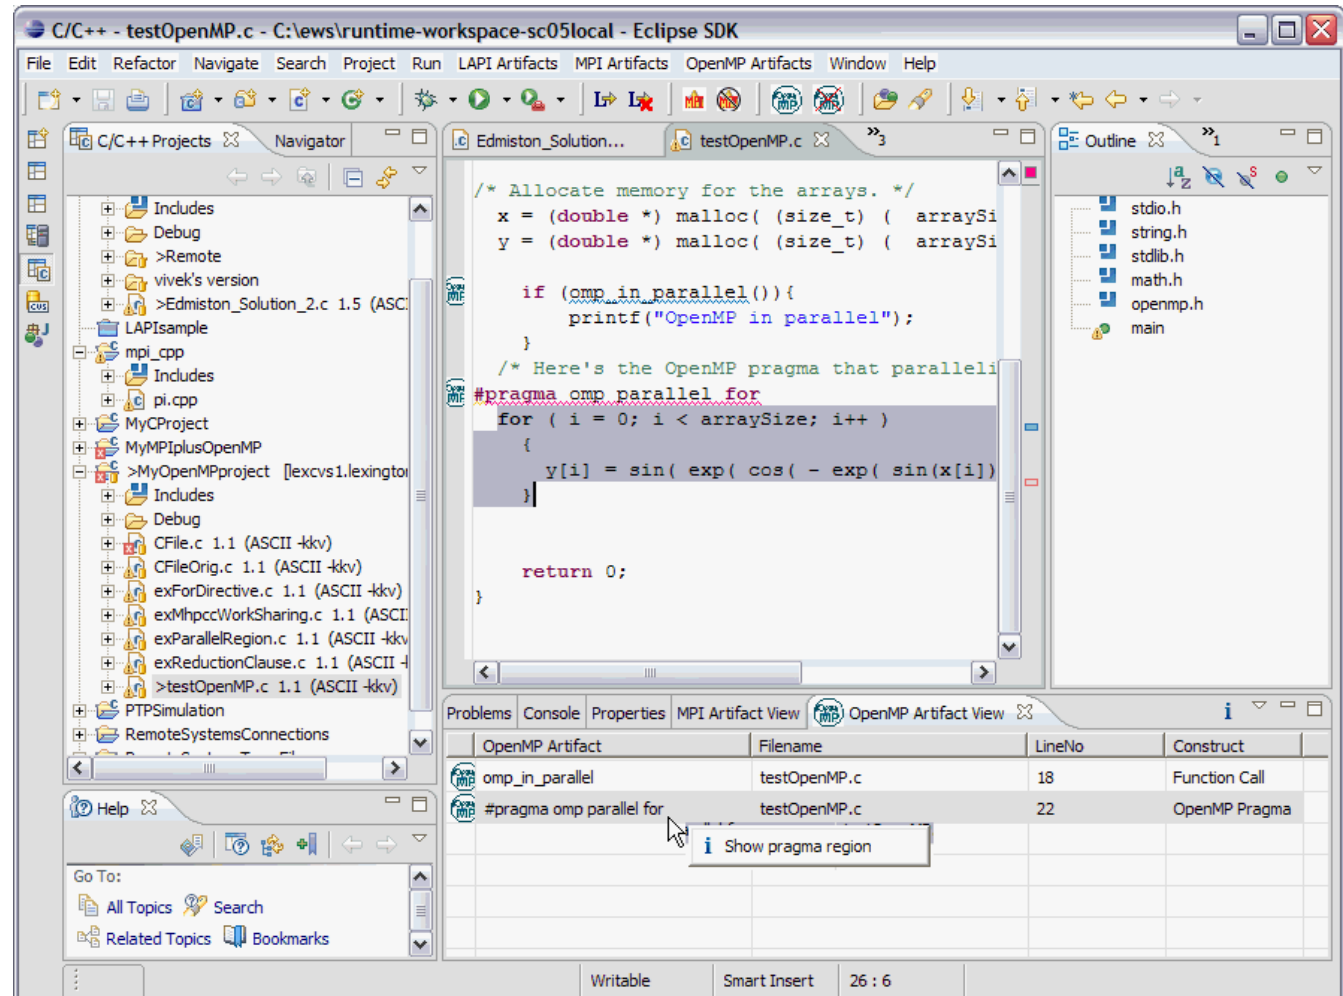 C/C++ - testOpenMP.c - C:\ews\runtime-workspace-sc05local - Eclipse SDK
File Edit Refactor Navigate Search Project Run LAPI Artifacts MPI Artifacts OpenMP Artifacts Window Help
C/C++ Projects Navigator
Includes
Debug
>Remote
vivek's version
>Edmiston_Solution_2.c 1.5 (ASC
LAPIsample
mpi_cpp
Includes
pi.cpp
MyCProject
MyMPIplusOpenMP
>MyOpenMPproject [lexcvs1.lexingto
Includes
Debug
CFile.c 1.1 (ASCII -kkv)
CFileOrig.c 1.1 (ASCII -kkv)
exForDirective.c 1.1 (ASCII -kkv)
exMhpccWorkSharing.c 1.1 (ASCI
exParallelRegion.c 1.1 (ASCII -kkv
exReductionClause.c 1.1 (ASCII -k
>testOpenMP.c 1.1 (ASCII -kkv)
PTPSimulation
RemoteSystemsConnections
Edmiston_Solution... testOpenMP.c »3
/* Allocate memory for the arrays. */
x = (double *) malloc( (size_t) ( arraySi
y = (double *) malloc( (size_t) ( arraySi
if (omp_in_parallel()){
printf("OpenMP in parallel");
}
/* Here's the OpenMP pragma that paralleli
#pragma omp parallel for
for ( i = 0; i < arraySize; i++ )
{
y[i] = sin( exp( cos( - exp( sin(x[i])
}
return 0;
}
Outline »1
stdio.h
string.h
stdlib.h
math.h
openmp.h
main
Help
Go To:
All Topics Search
Related Topics Bookmarks
Problems Console Properties MPI Artifact View OpenMP Artifact View
OpenMP Artifact Filename LineNo Construct
omp_in_parallel testOpenMP.c 18 Function Call
#pragma omp parallel for testOpenMP.c 22 OpenMP Pragma
Show pragma region
Writable Smart Insert 26 : 6